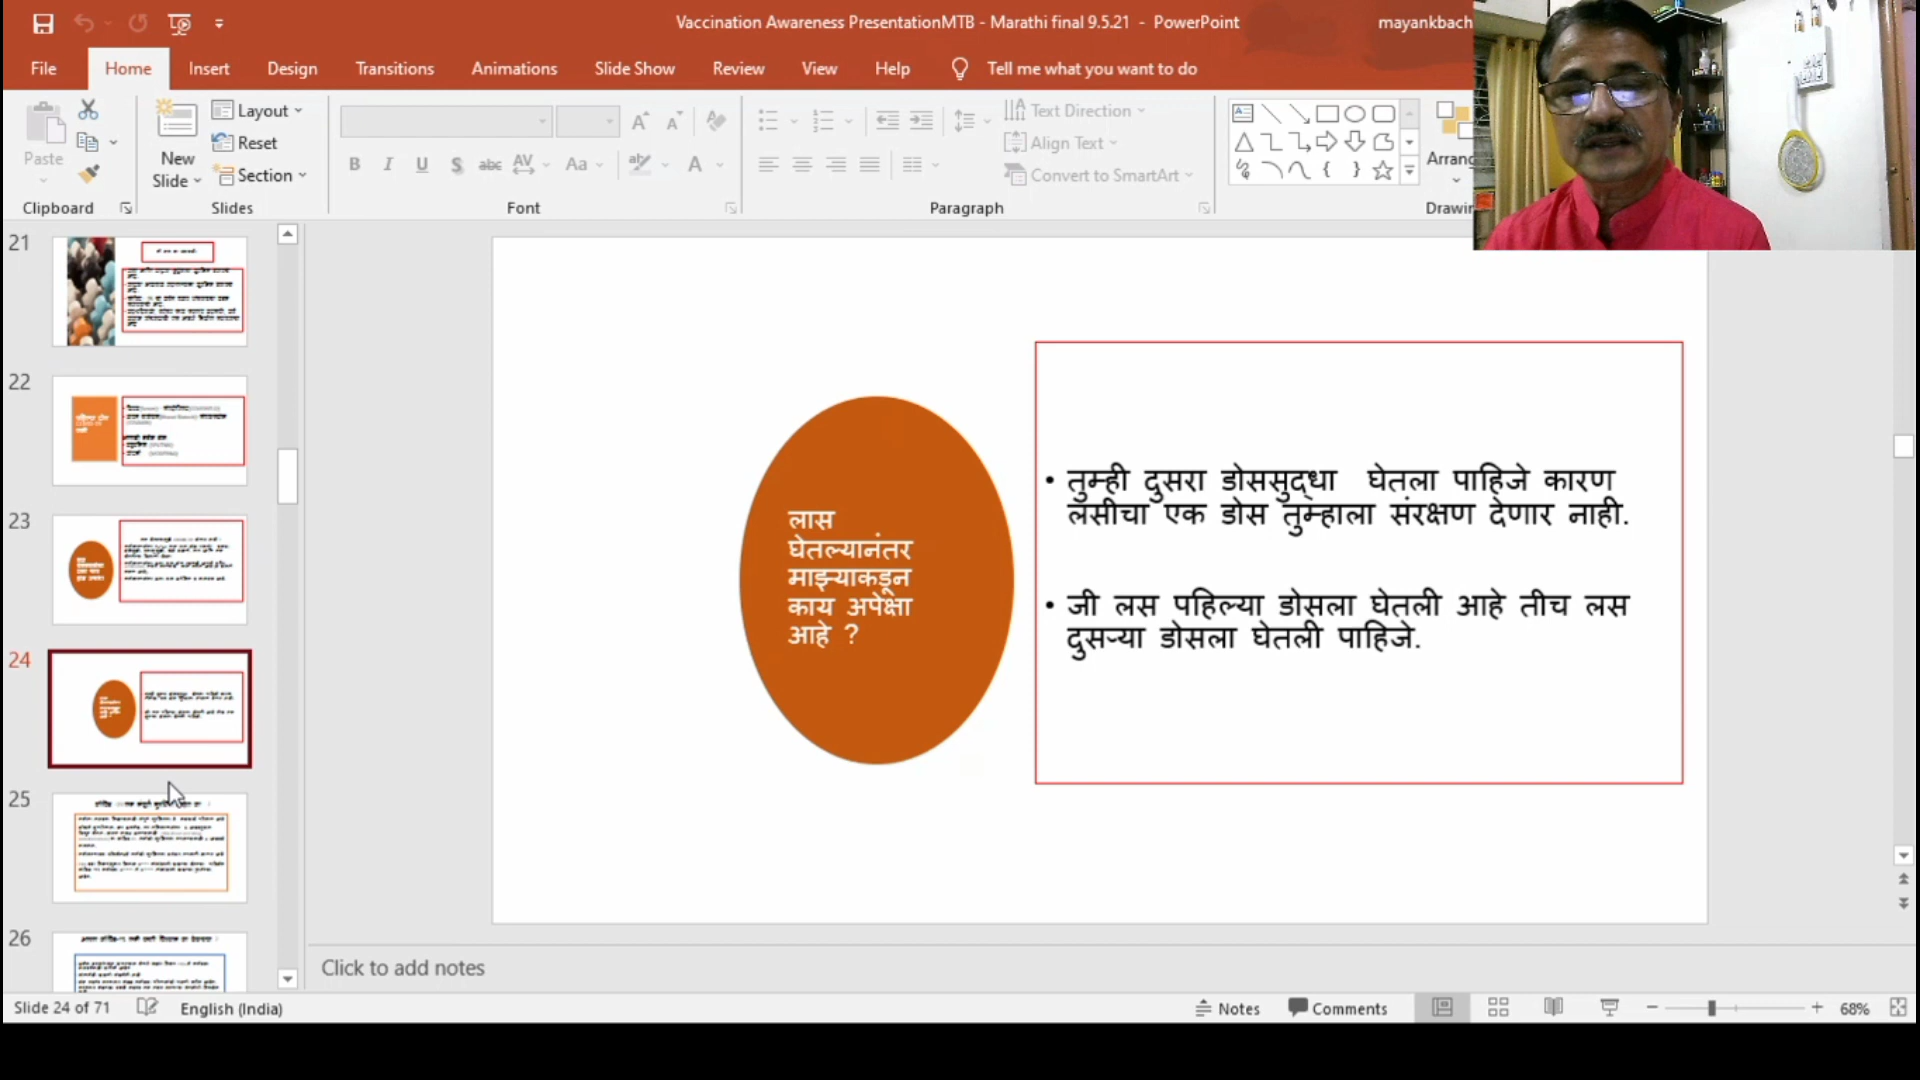 Vaccination Awareness PresentationMTB - Marathi final 9.5.21 - PowerPoint
mayankbach
File Home Insert Design Transitions Animations Slide Show Review View Help Tell me what you want to do
Paste
New Slide
Layout
Reset
Section
Text Direction
Align Text
Convert to SmartArt
Arrang
Clipboard
Slides
Font
Paragraph
Drawin
21
22
23
24
25
26
लास
घेतल्यानंतर
माझ्याकडून
काय अपेक्षा
आहे ?
• तुम्ही दुसरा डोससुद्धा घेतला पाहिजे कारण
लसीचा एक डोस तुम्हाला संरक्षण देणार नाही.
• जी लस पहिल्या डोसला घेतली आहे तीच लस
दुसऱ्या डोसला घेतली पाहिजे.
Click to add notes
Slide 24 of 71
English (India)
Notes
Comments
68%